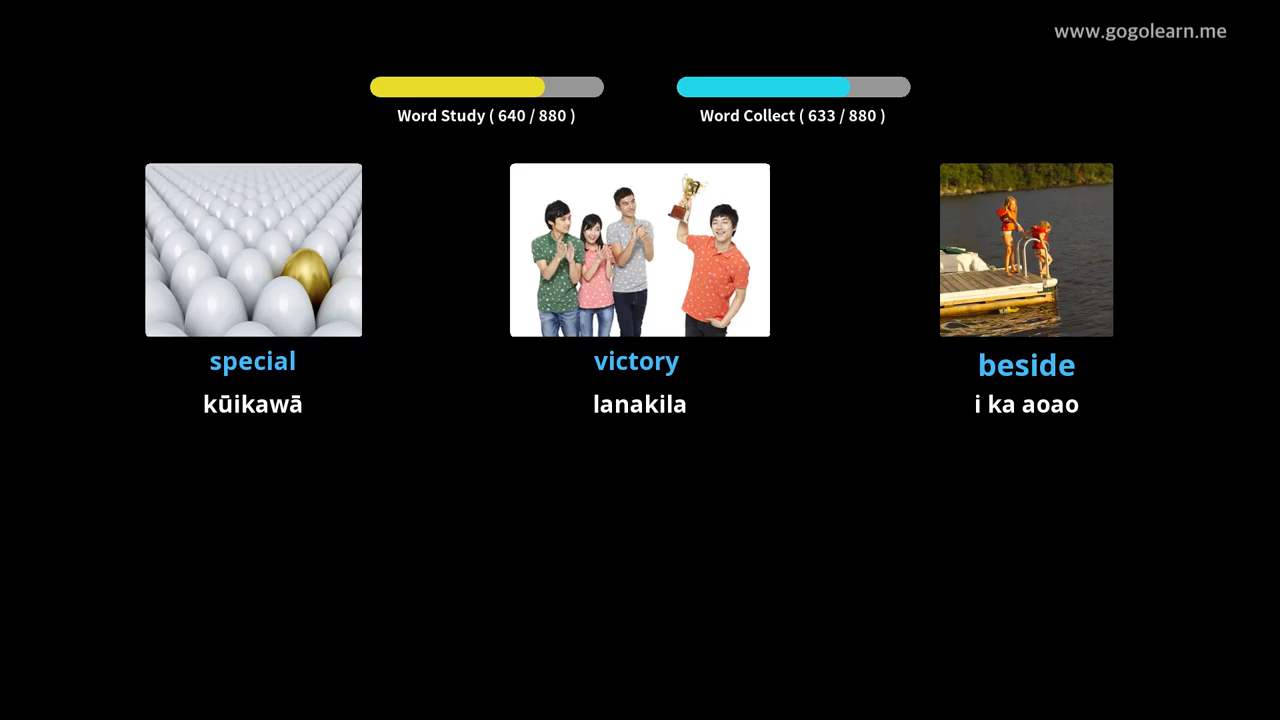 www.gogolearn.me
Word Study ( 640 / 880 )
Word Collect ( 633 / 880 )
special
kūikawā
victory
lanakila
beside
i ka aoao